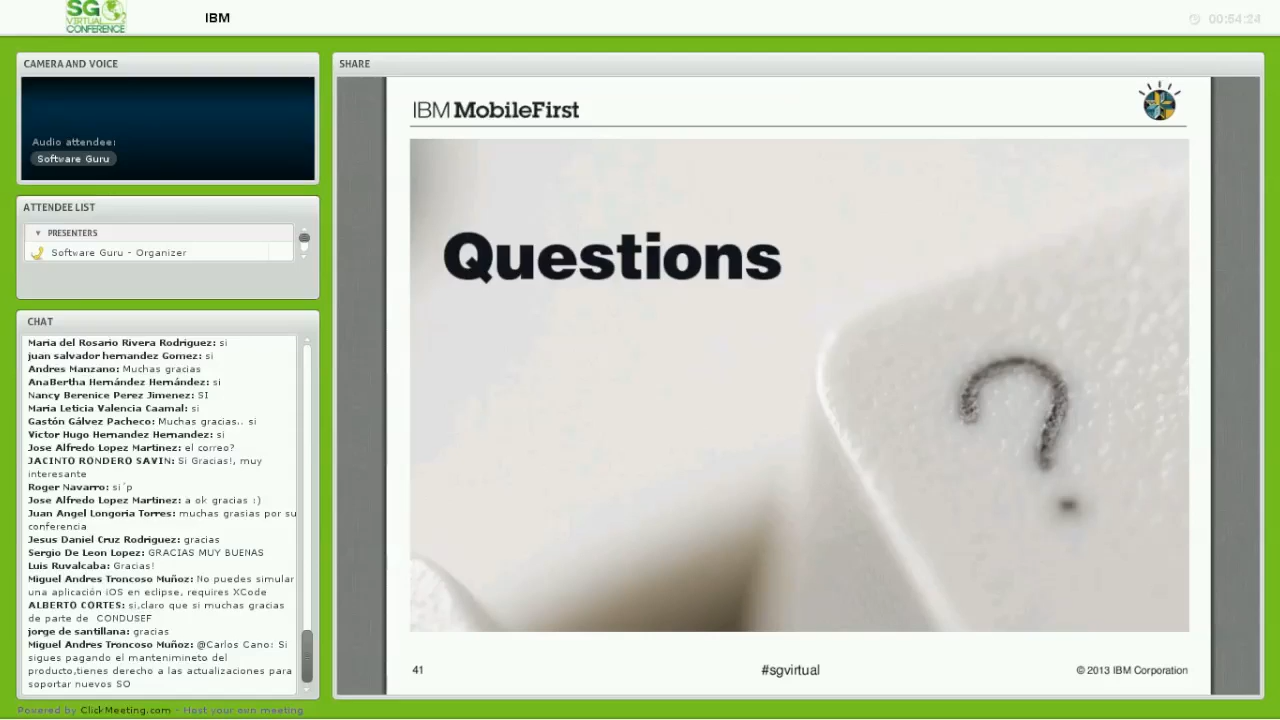 SG
VIRTUAL
CONFERENCE
IBM
00:54:24
CAMERA AND VOICE
Audio attendee:
Software Guru
ATTENDEE LIST
PRESENTERS
Software Guru - Organizer
CHAT
Maria del Rosario Rivera Rodriguez: si
juan salvador hernandez Gomez: si
Andres Manzano: Muchas gracias
AnaBertha Hernández Hernández: si
Nancy Berenice Perez Jimenez: SI
Maria Leticia Valencia Caamal: si
Gastón Gálvez Pacheco: Muchas gracias.. si
Victor Hugo Hernandez Hernandez: si
Jose Alfredo Lopez Martinez: el correo?
JACINTO RONDERO SAVIN: Si Gracias!, muy
interesante
Roger Navarro: si´p
Jose Alfredo Lopez Martinez: a ok gracias :)
Juan Angel Longoria Torres: muchas grasias por su
conferencia
Jesus Daniel Cruz Rodriguez: gracias
Sergio De Leon Lopez: GRACIAS MUY BUENAS
Luis Ruvalcaba: Gracias!
Miguel Andres Troncoso Muñoz: No puedes simular
una aplicación iOS en eclipse, requires XCode
ALBERTO CORTES: si,claro que si muchas gracias
de parte de CONDUSEF
jorge de santillana: gracias
Miguel Andres Troncoso Muñoz: @Carlos Cano: Si
sigues pagando el mantenimineto del
producto,tienes derecho a las actualizaciones para
soportar nuevos SO
Powered by ClickMeeting.com - Host your own meeting
SHARE
IBM MobileFirst
Questions
?
41
#sgvirtual
© 2013 IBM Corporation